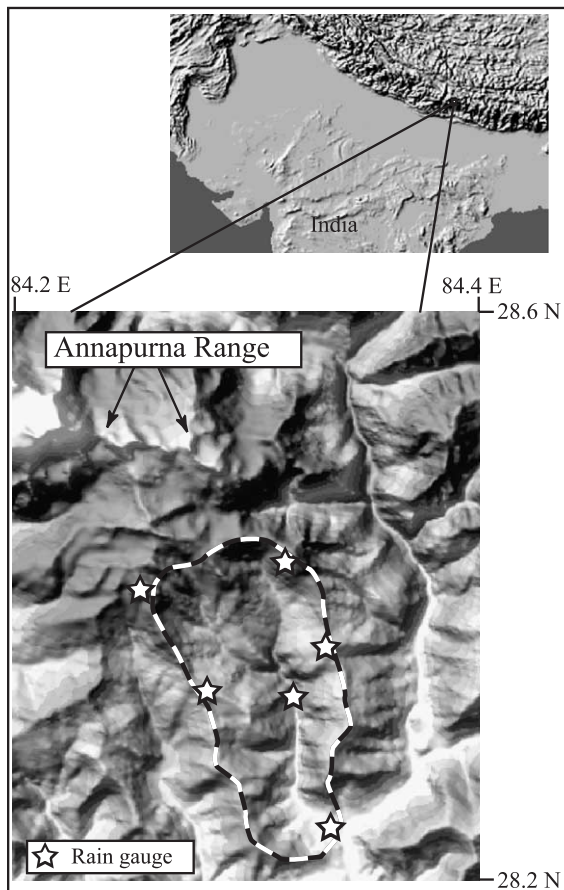 India
84.2 E
84.4 E
28.6 N
Annapurna Range
Rain gauge
28.2 N